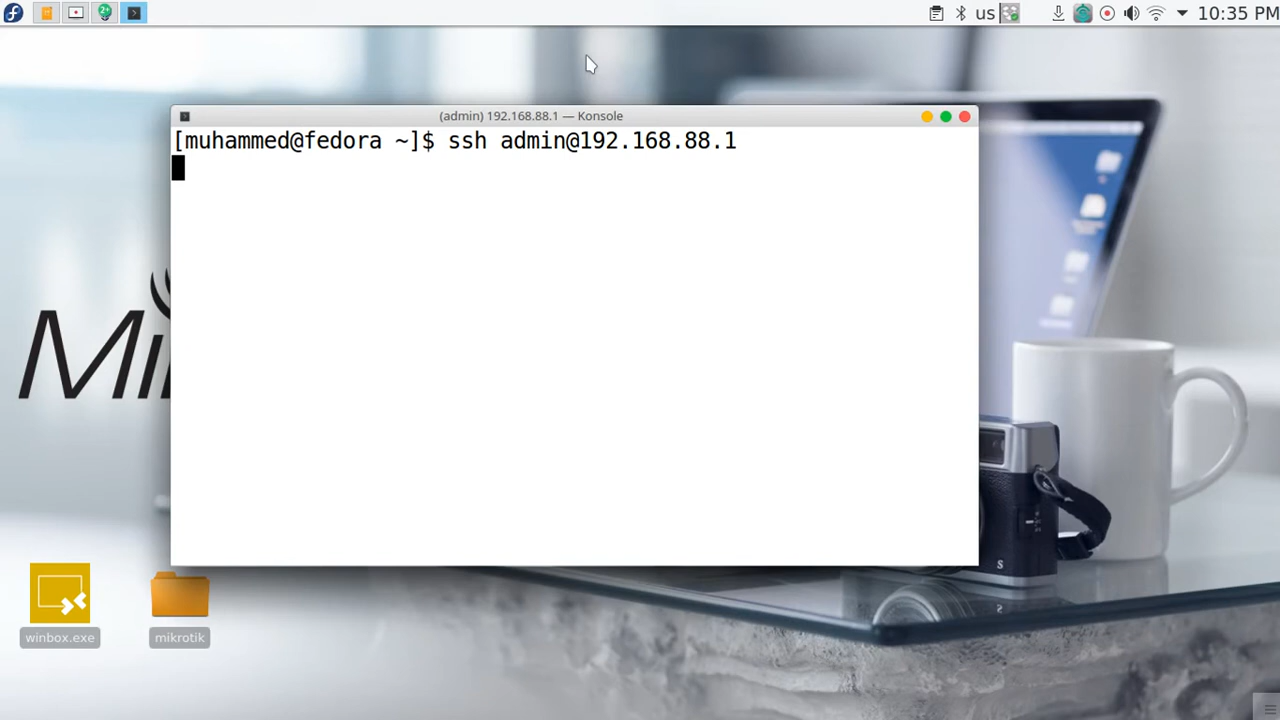 us
10:35 PM
(admin) 192.168.88.1 — Konsole
[muhammed@fedora ~]$ ssh admin@192.168.88.1
winbox.exe
mikrotik